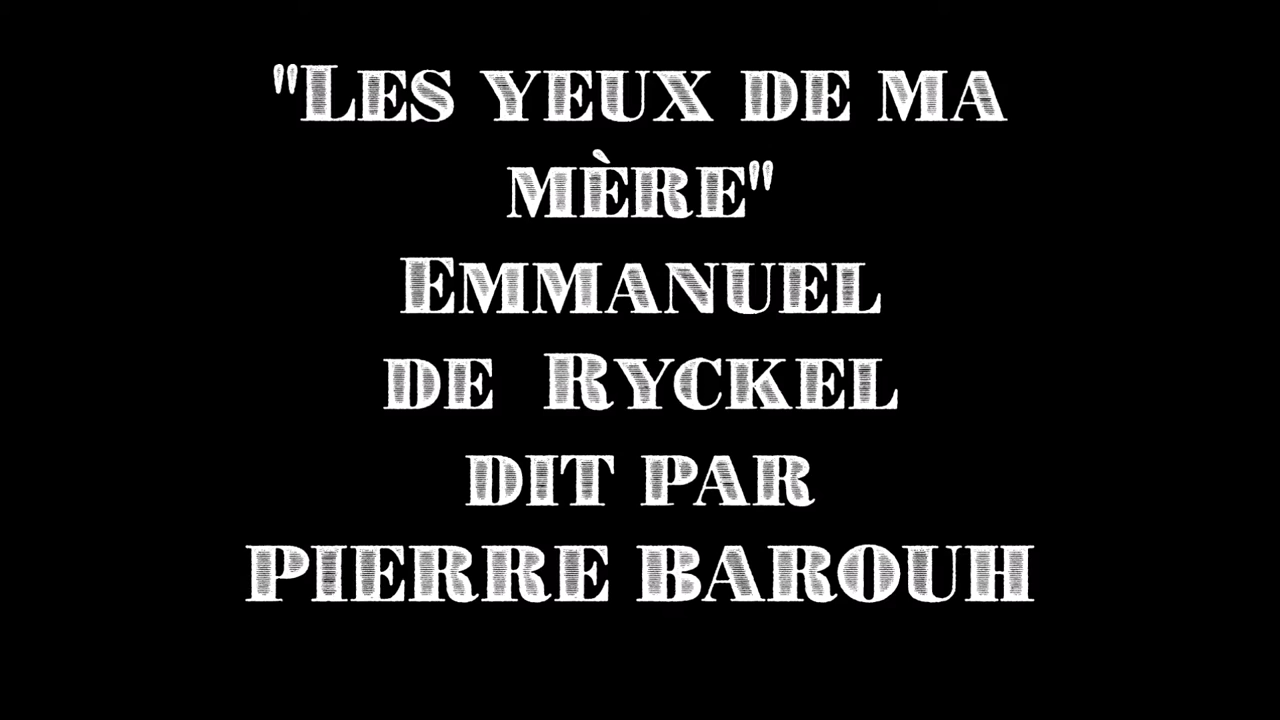 "Les yeux de ma
mère"
Emmanuel
de Ryckel
dit par
PIERRE BAROUH